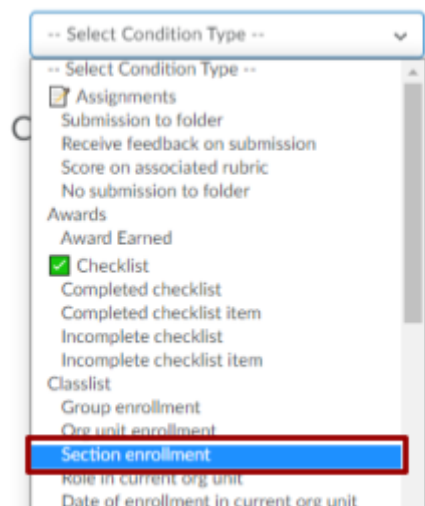 -- Select Condition Type --
-- Select Condition Type --
Assignments
Submission to folder
Receive feedback on submission
Score on associated rubric
No submission to folder
Awards
Award Earned
Checklist
Completed checklist
Completed checklist item
Incomplete checklist
Incomplete checklist item
Classlist
Group enrollment
Org unit enrollment
Section enrollment
Role in current org unit
Date of enrollment in current org unit